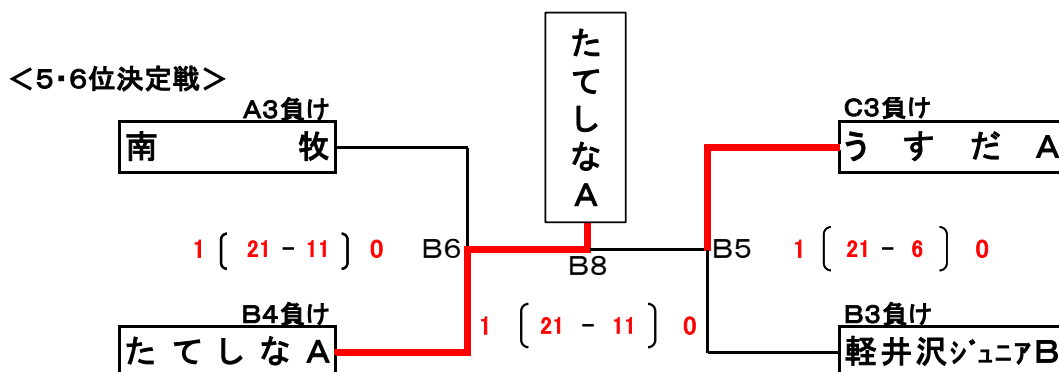 たてしなA
<5・6位決定戦>
A3負け
C3負け
南牧
うすだA
1 ( 21 - 11 ) 0
B6
B8
B5
1 ( 21 - 6 ) 0
B4負け
B3負け
1 ( 21 - 11 ) 0
たてしなA
軽井沢ジュニアB